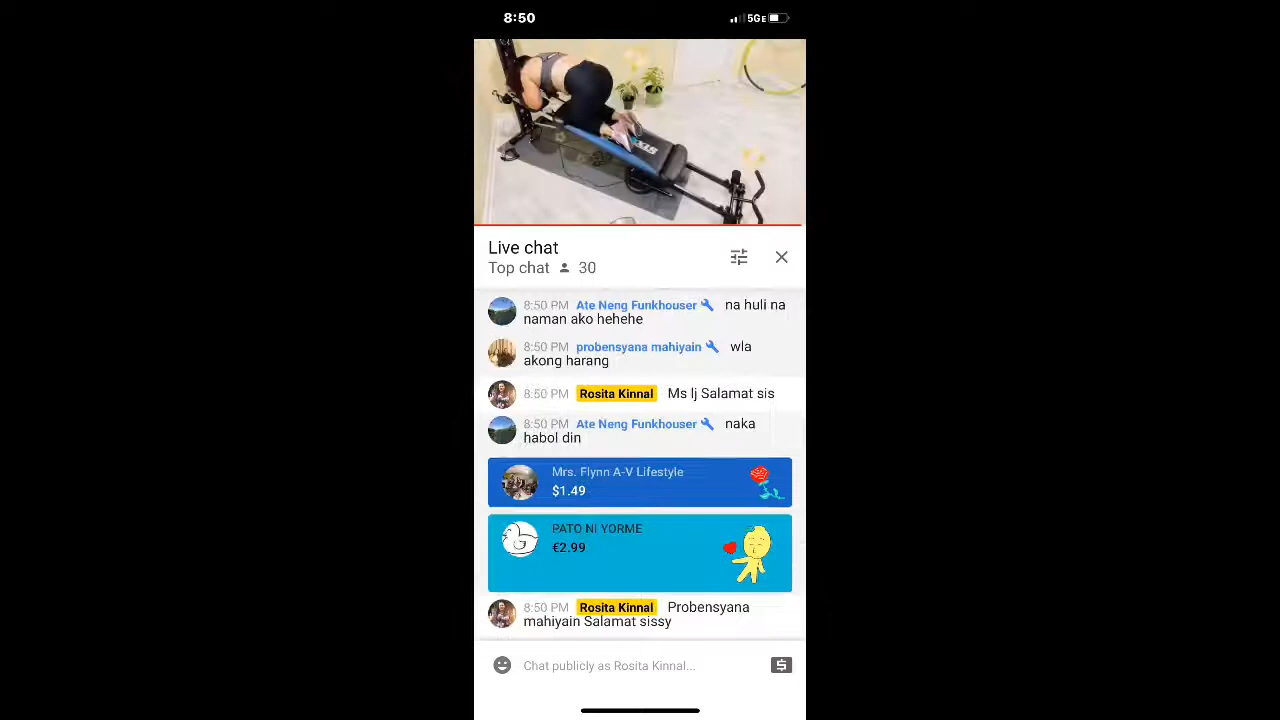 8:50
5GE
XLS
Live chat
Top chat 30
8:50 PM Ate Neng Funkhouser na huli na
naman ako hehehe
8:50 PM probensyana mahiyain wla
akong harang
8:50 PM Rosita Kinnal Ms lj Salamat sis
8:50 PM Ate Neng Funkhouser naka
habol din
Mrs. Flynn A-V Lifestyle
$1.49
PATO NI YORME
€2.99
8:50 PM Rosita Kinnal Probensyana
mahiyain Salamat sissy
Chat publicly as Rosita Kinnal...